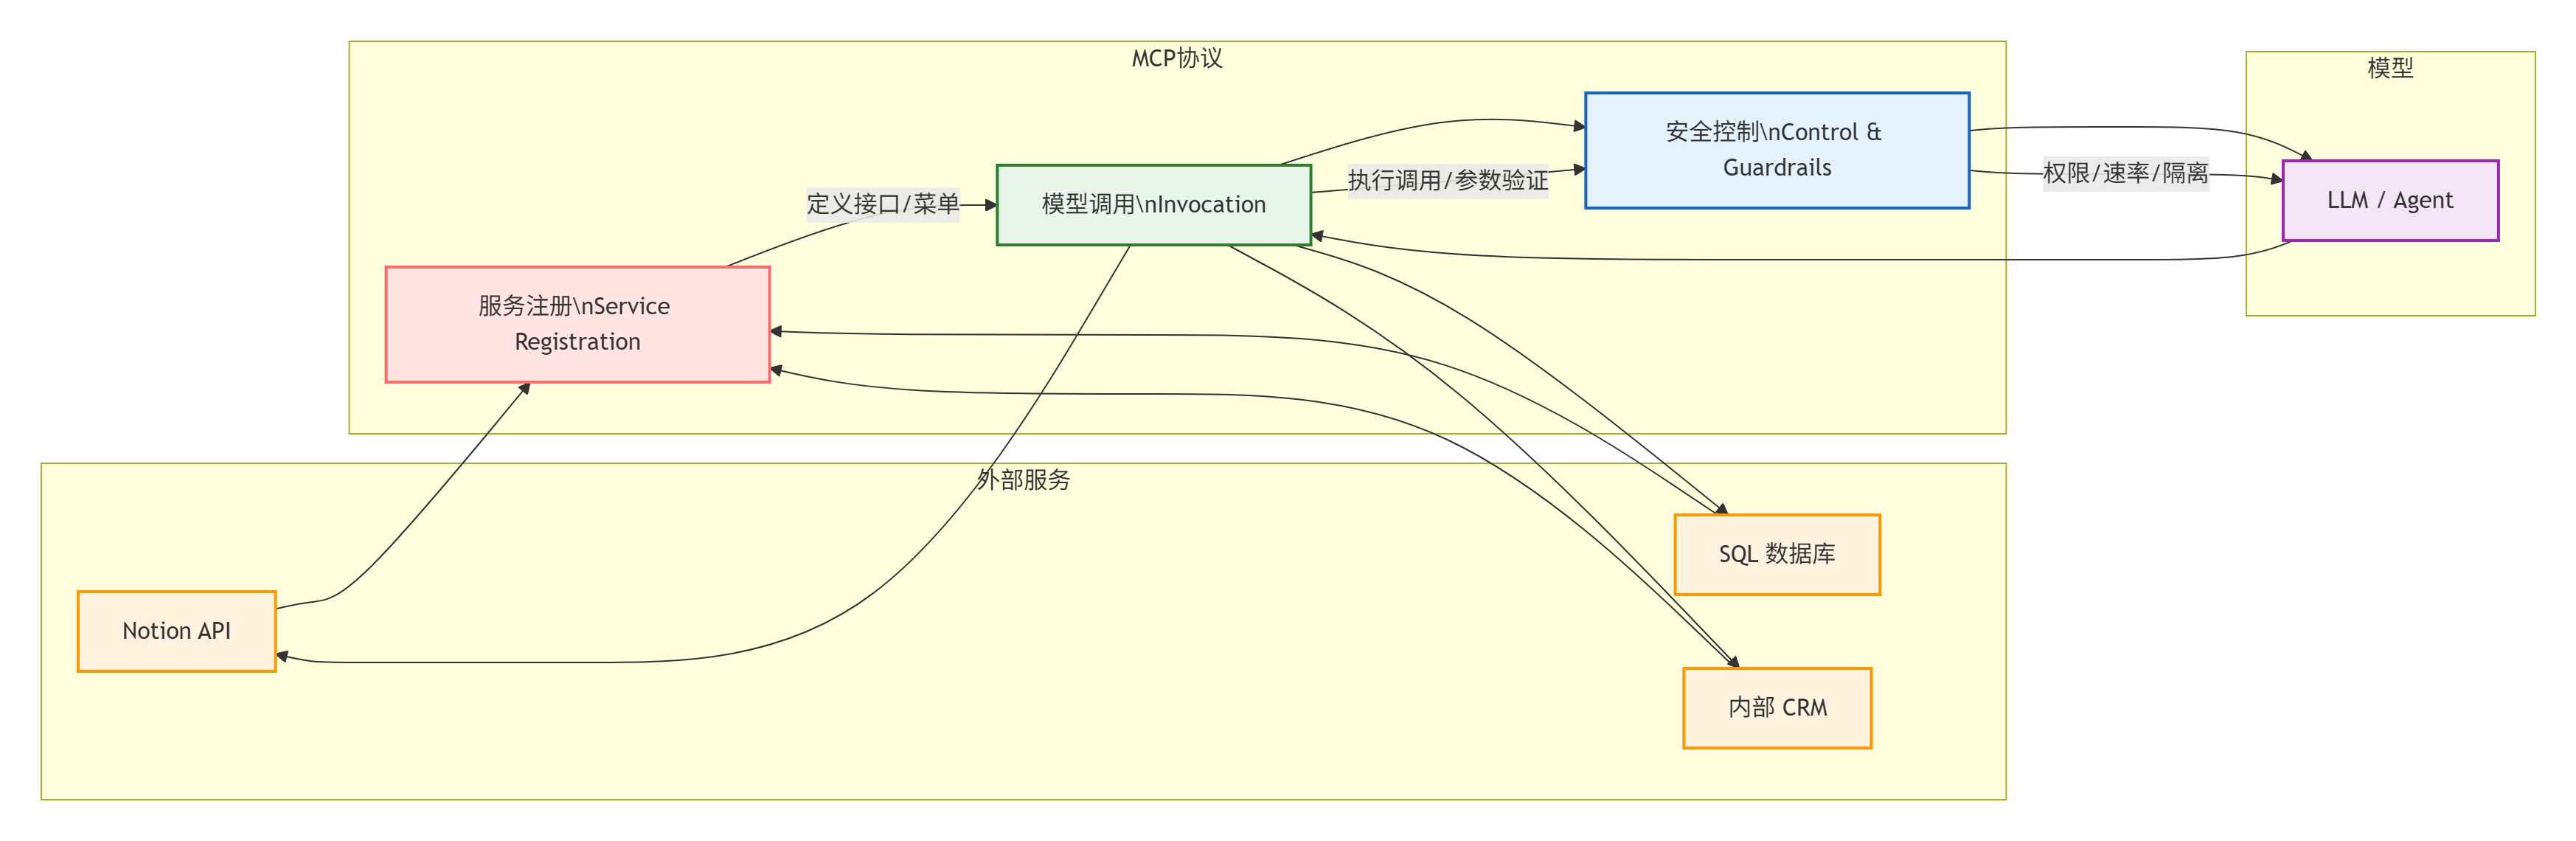 MCP协议
模型
安全控制\nControl &
Guardrails
执行调用/参数验证
权限/速率/隔离
LLM / Agent
定义接口/菜单
模型调用\nInvocation
服务注册\nService
Registration
外部服务
SQL 数据库
Notion API
内部 CRM